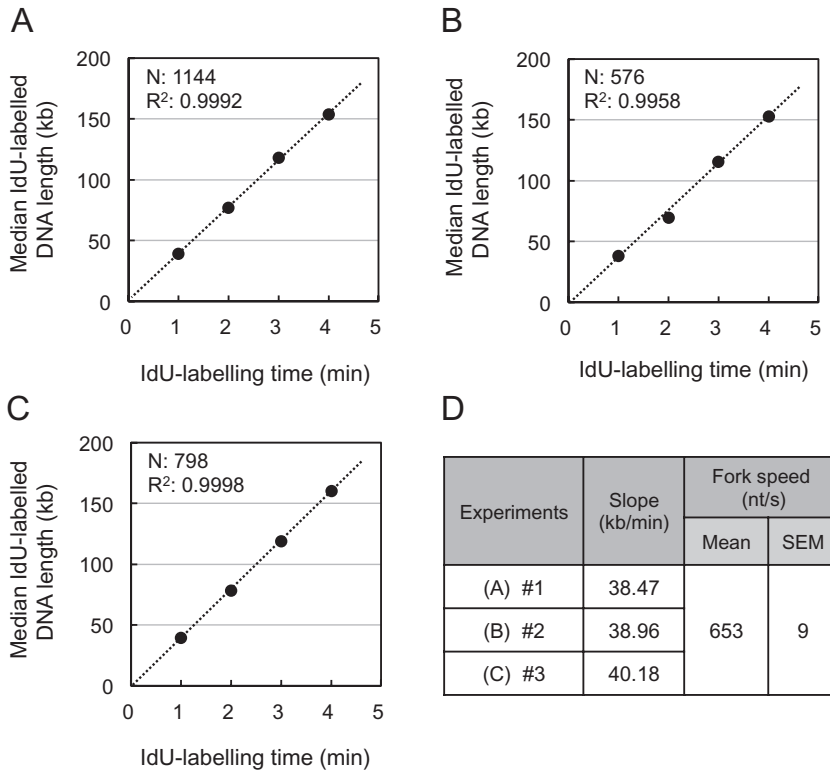 A
Median IdU-labelled
DNA length (kb)
200
150
100
50
0
N: 1144
R²: 0.9992
0 1 2 3 4 5
IdU-labelling time (min)
B
Median IdU-labelled
DNA length (kb)
200
150
100
50
0
N: 576
R²: 0.9958
0 1 2 3 4 5
IdU-labelling time (min)
C
Median IdU-labelled
DNA length (kb)
200
150
100
50
0
N: 798
R²: 0.9998
0 1 2 3 4 5
IdU-labelling time (min)
D
Experiments
Slope
(kb/min)
Fork speed
(nt/s)
Mean SEM
(A) #1 38.47
(B) #2 38.96 653 9
(C) #3 40.18